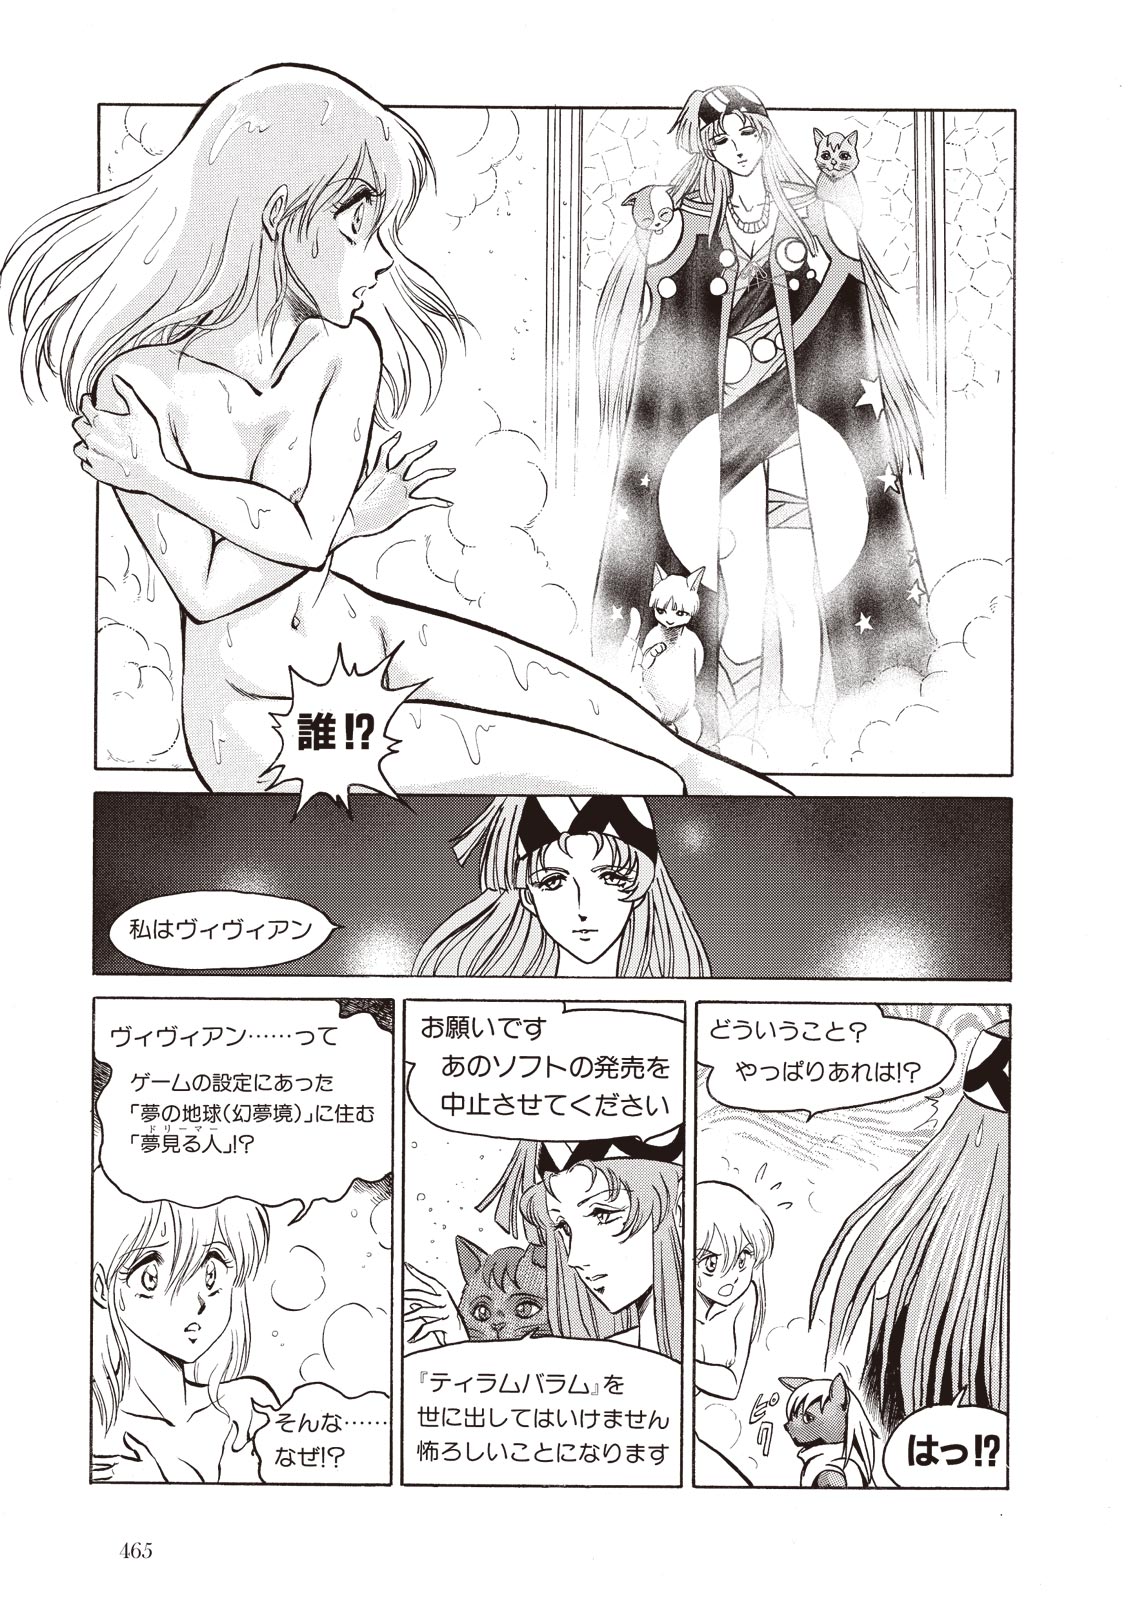 誰!?
私はヴィヴィアン
ヴィヴィアン……って
ゲームの設定にあった
「夢の地球(幻夢境)」に住む
ドリーマー
「夢見る人」!?
そんな……
なぜ!?
お願いです
あのソフトの発売を
中止させてください
『ティラムバラム』を
世に出してはいけません
怖ろしいことになります
どういうこと?
やっぱりあれは!?
ピク
はっ!?
465